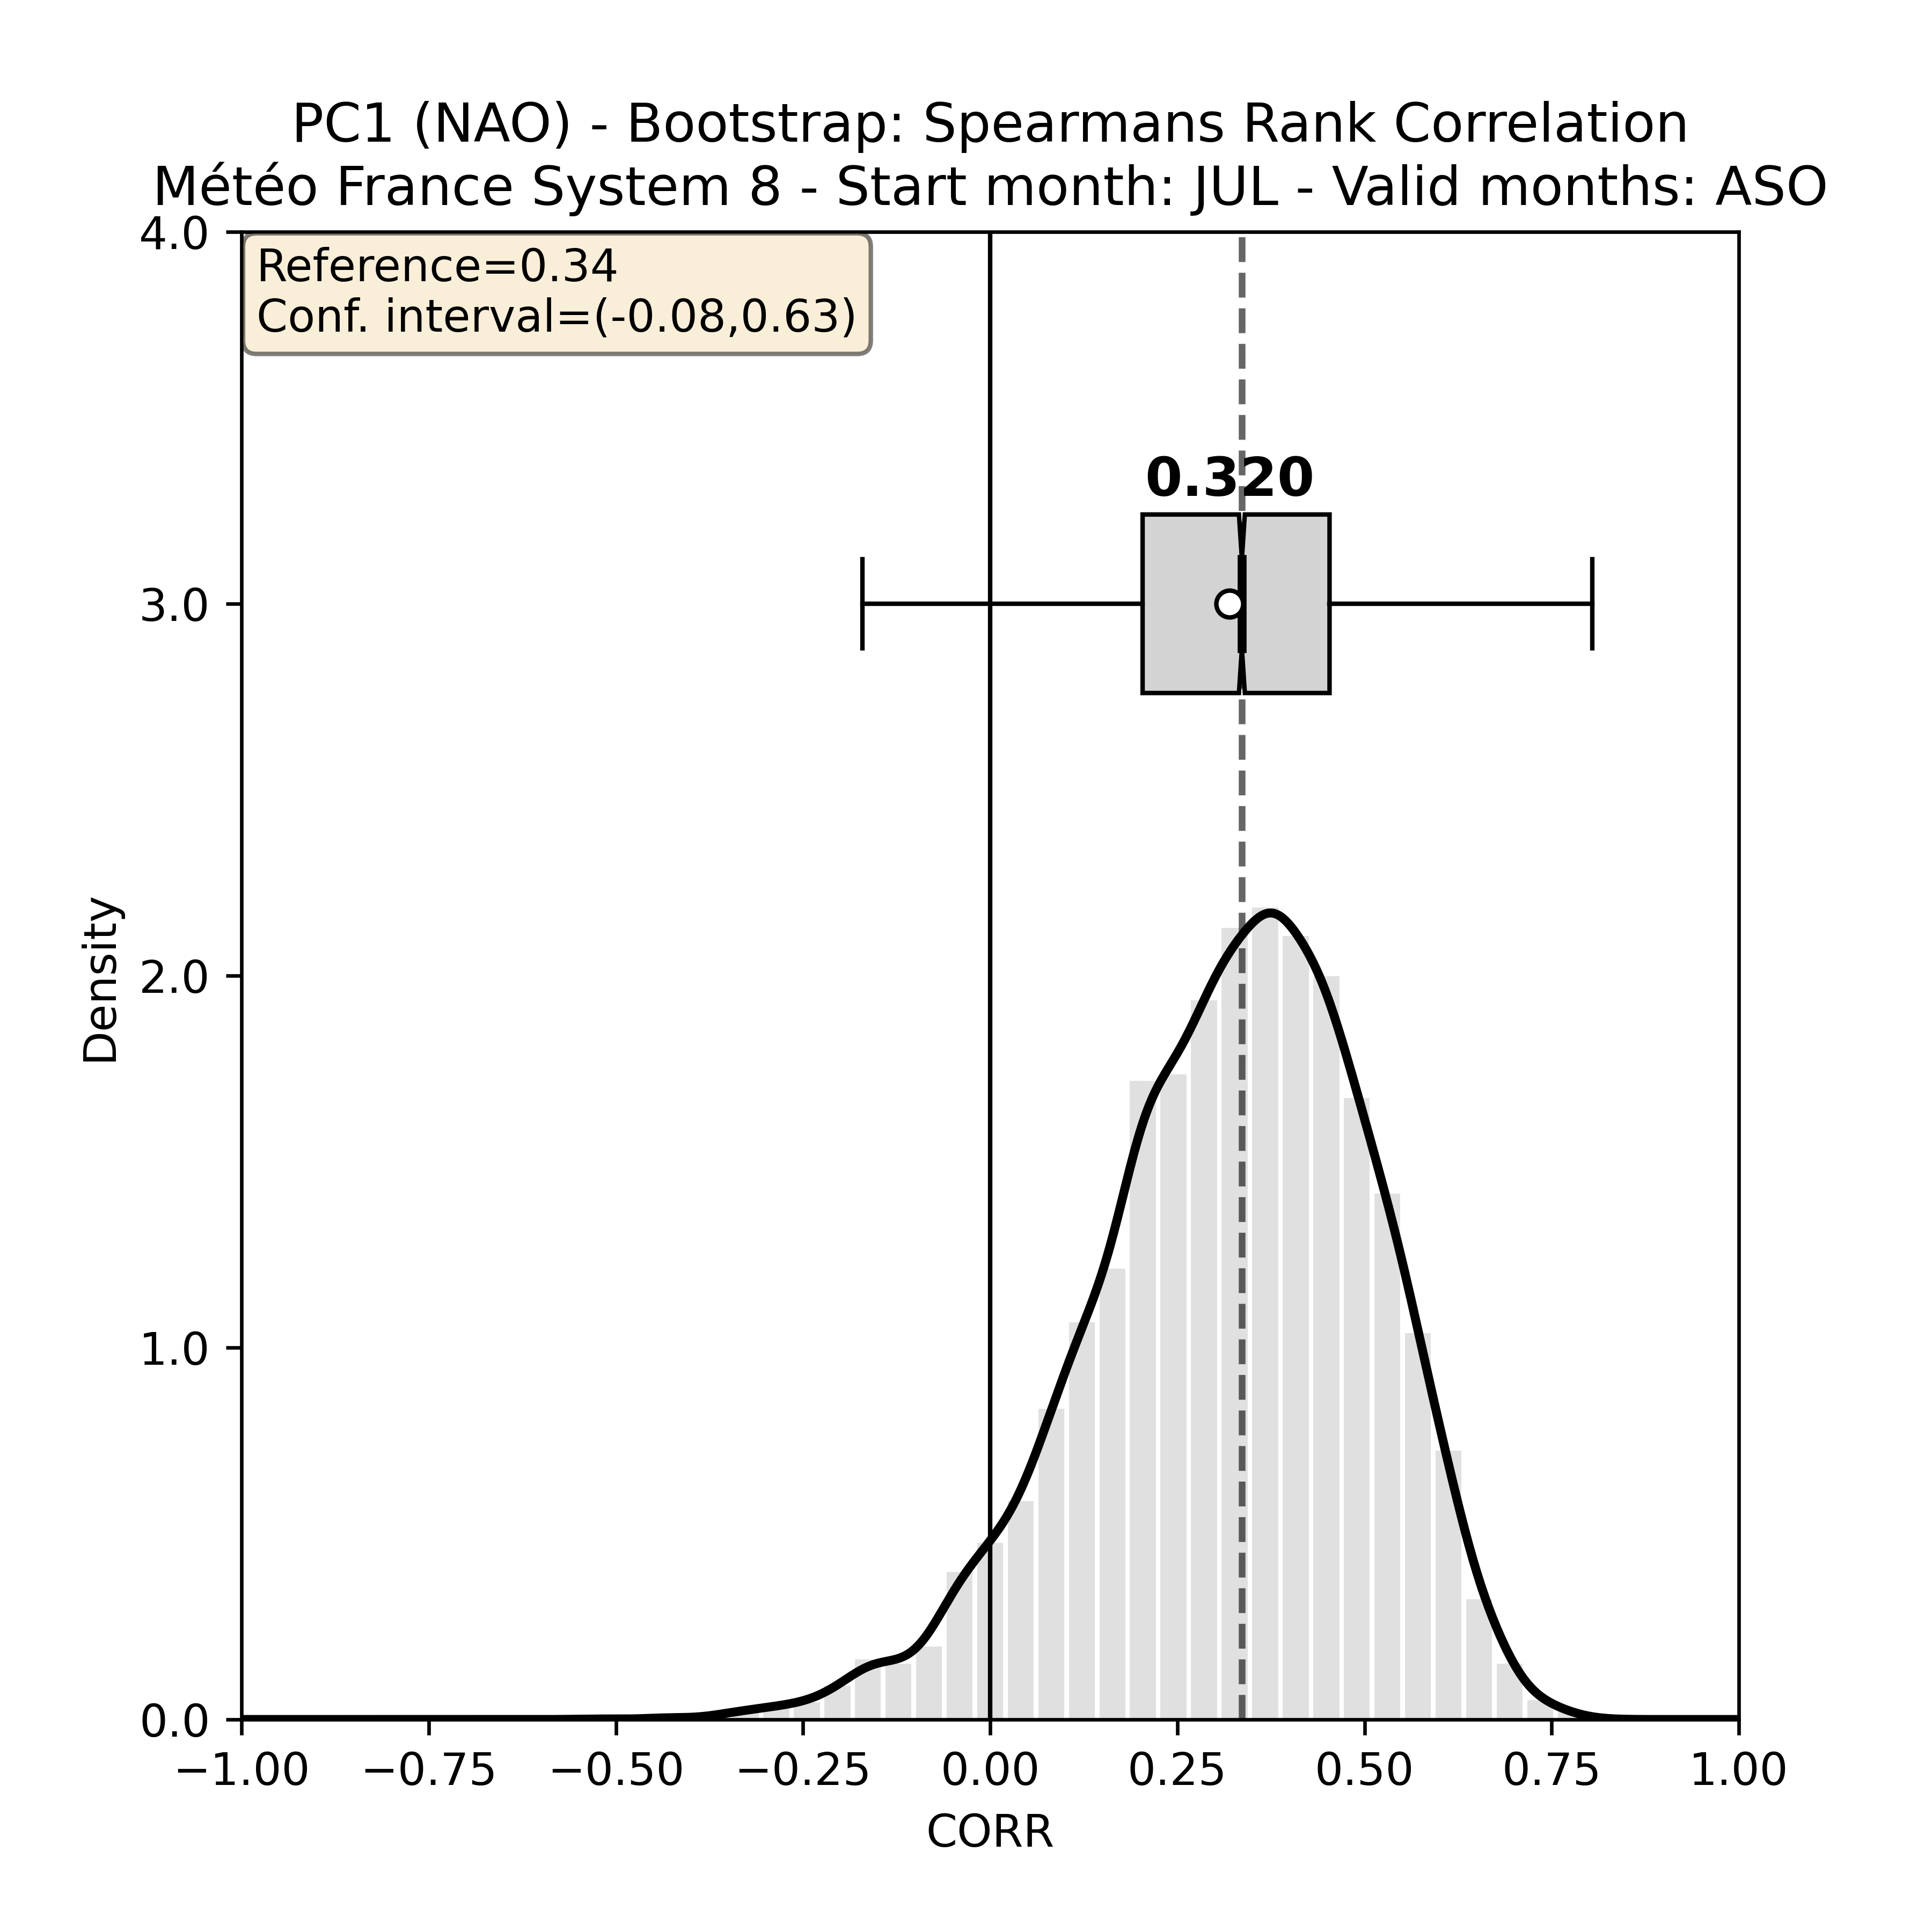 PC1 (NAO) - Bootstrap: Spearmans Rank Correlation
Météo France System 8 - Start month: JUL - Valid months: ASO
4.0
Reference=0.34
Conf. interval=(-0.08,0.63)
0.320
3.0
Density
2.0
1.0
0.0
−1.00 −0.75 −0.50 −0.25 0.00 0.25 0.50 0.75 1.00
CORR